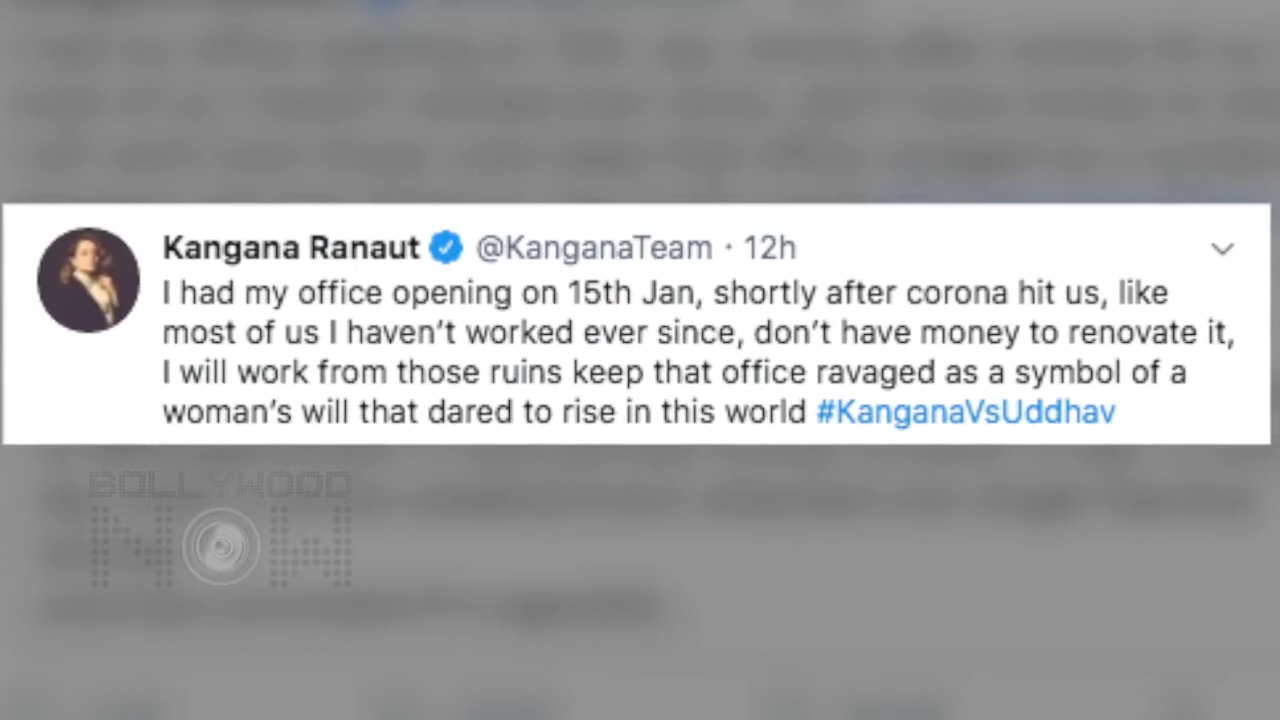 Kangana Ranaut @KanganaTeam · 12h
I had my office opening on 15th Jan, shortly after corona hit us, like
most of us I haven't worked ever since, don't have money to renovate it,
I will work from those ruins keep that office ravaged as a symbol of a
woman's will that dared to rise in this world #KanganaVsUddhav
BOLLYWOOD
NOW